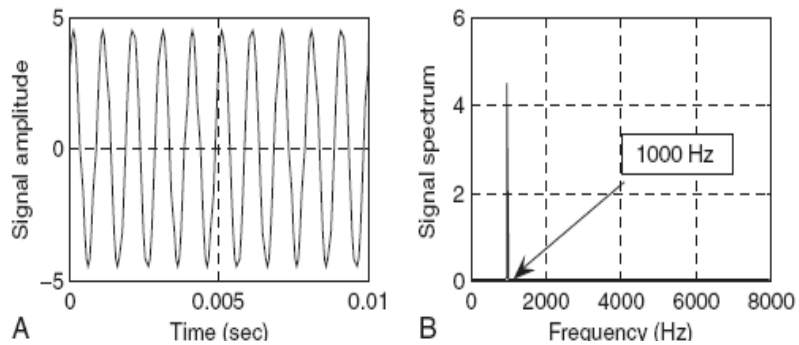 5
0
−5
0
0.005
0.01
Signal amplitude
Time (sec)
A
6
4
2
0
0
2000
4000
6000
8000
Signal spectrum
1000 Hz
Frequency (Hz)
B